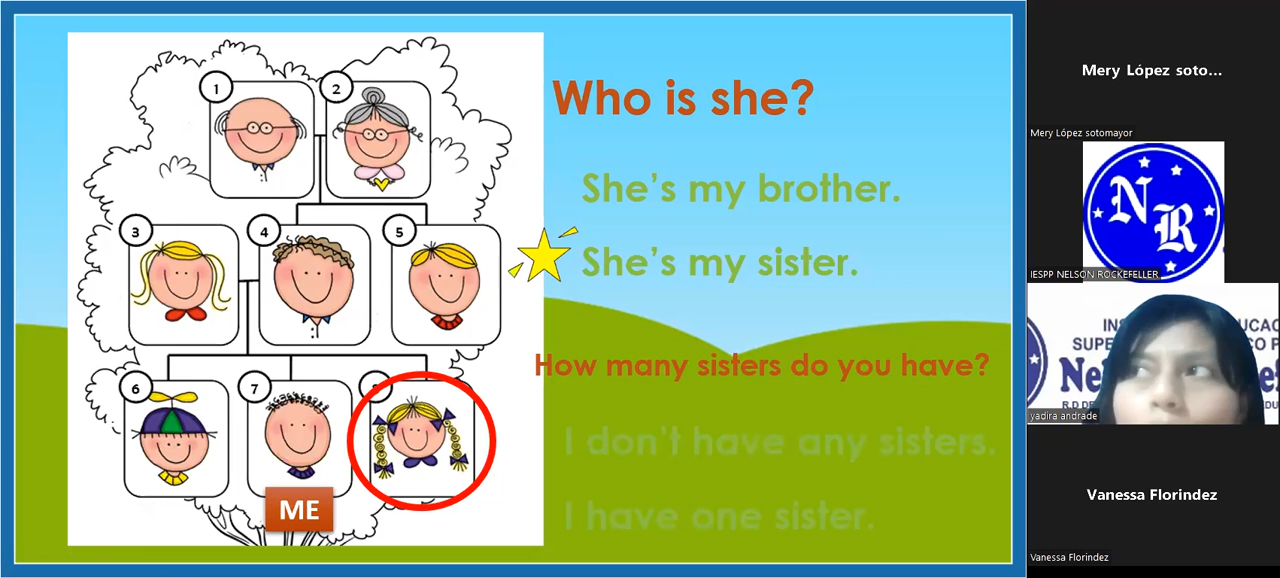 1
2
Who is she?
She's my brother.
3
4
5
She's my sister.
How many sisters do you have?
6
7
I don't have any sisters.
ME
I have one sister.
Mery López soto...
Mery López sotomayor
N
R
IESPP NELSON ROCKEFELLER
yadira andrade
Vanessa Florindez
Vanessa Florindez